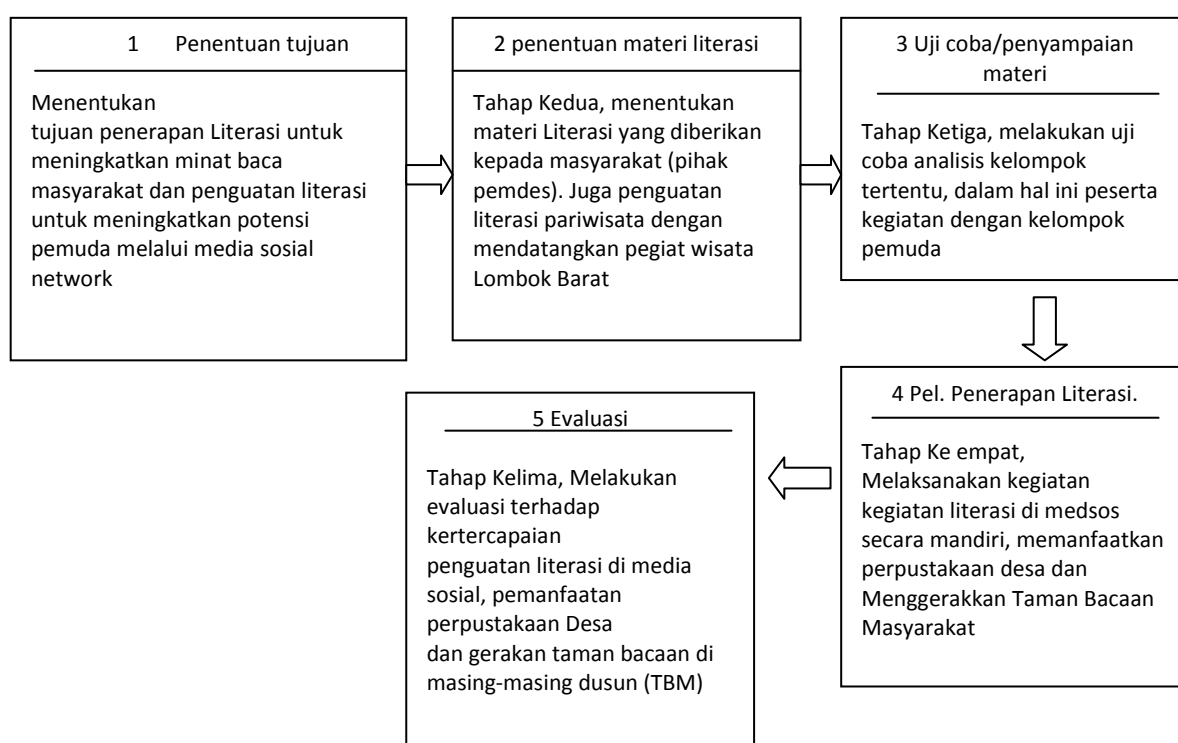 1 Penentuan tujuan
Menentukan
tujuan penerapan Literasi untuk
meningkatkan minat baca
masyarakat dan penguatan literasi
untuk meningkatkan potensi
pemuda melalui media sosial
network
2 penentuan materi literasi
Tahap Kedua, menentukan
materi Literasi yang diberikan
kepada masyarakat (pihak
pemdes). Juga penguatan
literasi pariwisata dengan
mendatangkan pegiat wisata
Lombok Barat
3 Uji coba/penyampaian
materi
Tahap Ketiga, melakukan uji
coba analisis kelompok
tertentu, dalam hal ini peserta
kegiatan dengan kelompok
pemuda
4 Pel. Penerapan Literasi.
Tahap Ke empat,
Melaksanakan kegiatan
kegiatan literasi di medsos
secara mandiri, memanfaatkan
perpustakaan desa dan
Menggerakkan Taman Bacaan
Masyarakat
5 Evaluasi
Tahap Kelima, Melakukan
evaluasi terhadap
kertercapaian
penguatan literasi di media
sosial, pemanfaatan
perpustakaan Desa
dan gerakan taman bacaan di
masing-masing dusun (TBM)